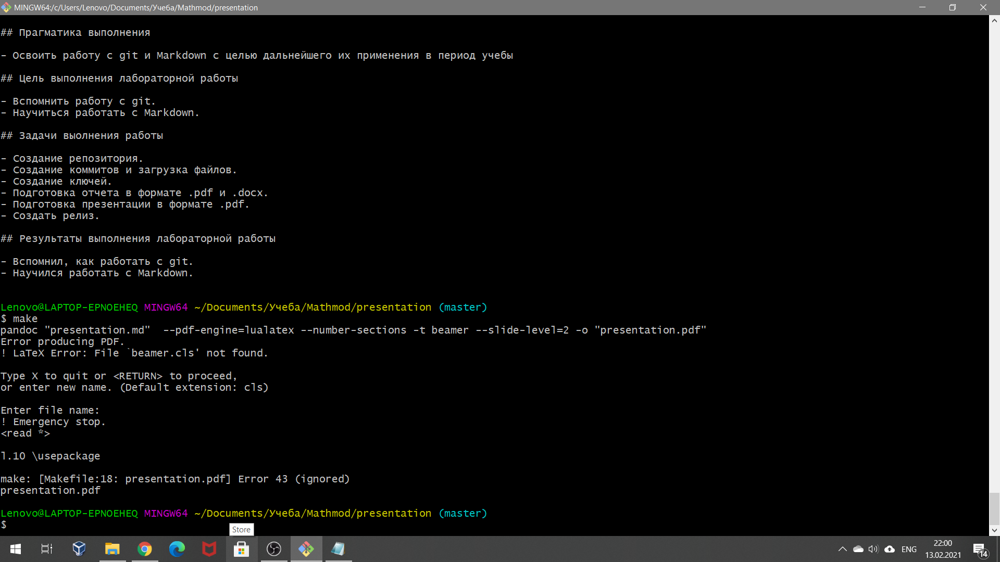 MINGW64:/c/Users/Lenovo/Documents/Учеба/Mathmod/presentation
## Прагматика выполнения
- Освоить работу с git и Markdown с целью дальнейшего их применения в период учебы
## Цель выполнения лабораторной работы
- Вспомнить работу с git.
- Научиться работать с Markdown.
## Задачи выолнения работы
- Создание репозитория.
- Создание коммитов и загрузка файлов.
- Создание ключей.
- Подготовка отчета в формате .pdf и .docx.
- Подготовка презентации в формате .pdf.
- Создать релиз.
## Результаты выполнения лабораторной работы
- Вспомнил, как работать с git.
- Научился работать с Markdown.
Lenovo@LAPTOP-EPNOEHEQ MINGW64 ~/Documents/Учеба/Mathmod/presentation (master)
$ make
pandoc "presentation.md"  --pdf-engine=lualatex --number-sections -t beamer --slide-level=2 -o "presentation.pdf"
Error producing PDF.
! LaTeX Error: File `beamer.cls' not found.
Type X to quit or <RETURN> to proceed,
or enter new name. (Default extension: cls)
Enter file name:
! Emergency stop.
<read *>
l.10 \usepackage
make: [Makefile:18: presentation.pdf] Error 43 (ignored)
presentation.pdf
Lenovo@LAPTOP-EPNOEHEQ MINGW64 ~/Documents/Учеба/Mathmod/presentation (master)
$
Store
ENG
22:00
13.02.2021
14